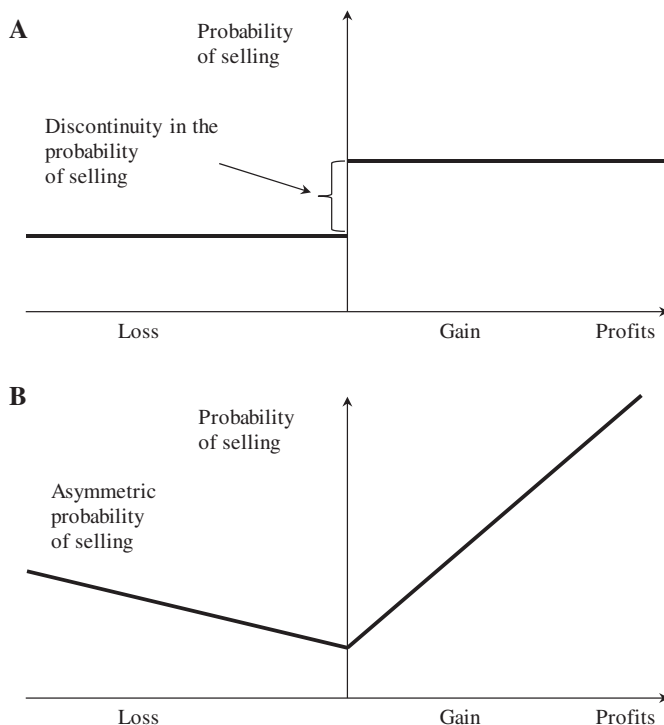 A
Probability
of selling
Discontinuity in the
probability
of selling
Loss
Gain
Profits
B
Probability
of selling
Asymmetric
probability
of selling
Loss
Gain
Profits